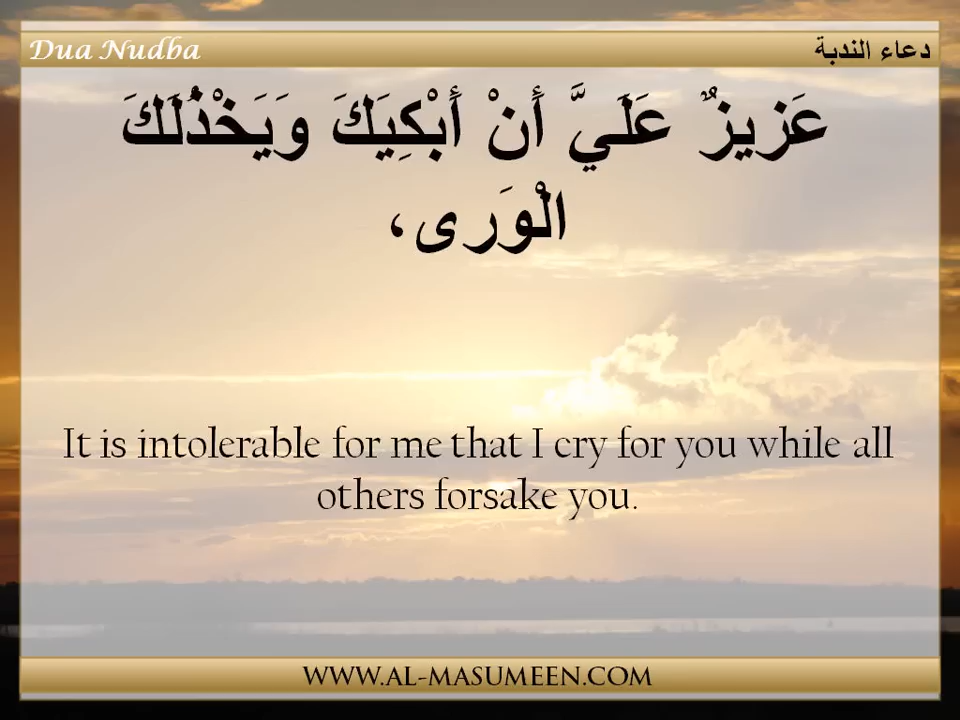 Dua Nudba دعاء الندبة
عَزِيزٌ عَلَيَّ أَنْ أَبْكِيَكَ وَيَخْذُلَكَ
الْوَرى،
It is intolerable for me that I cry for you while all
others forsake you.
WWW.AL-MASUMEEN.COM